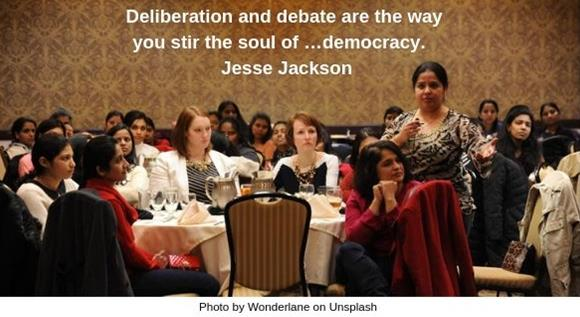 Deliberation and debate are the way
you stir the soul of ...democracy.
Jesse Jackson
Photo by Wonderlane on Unsplash